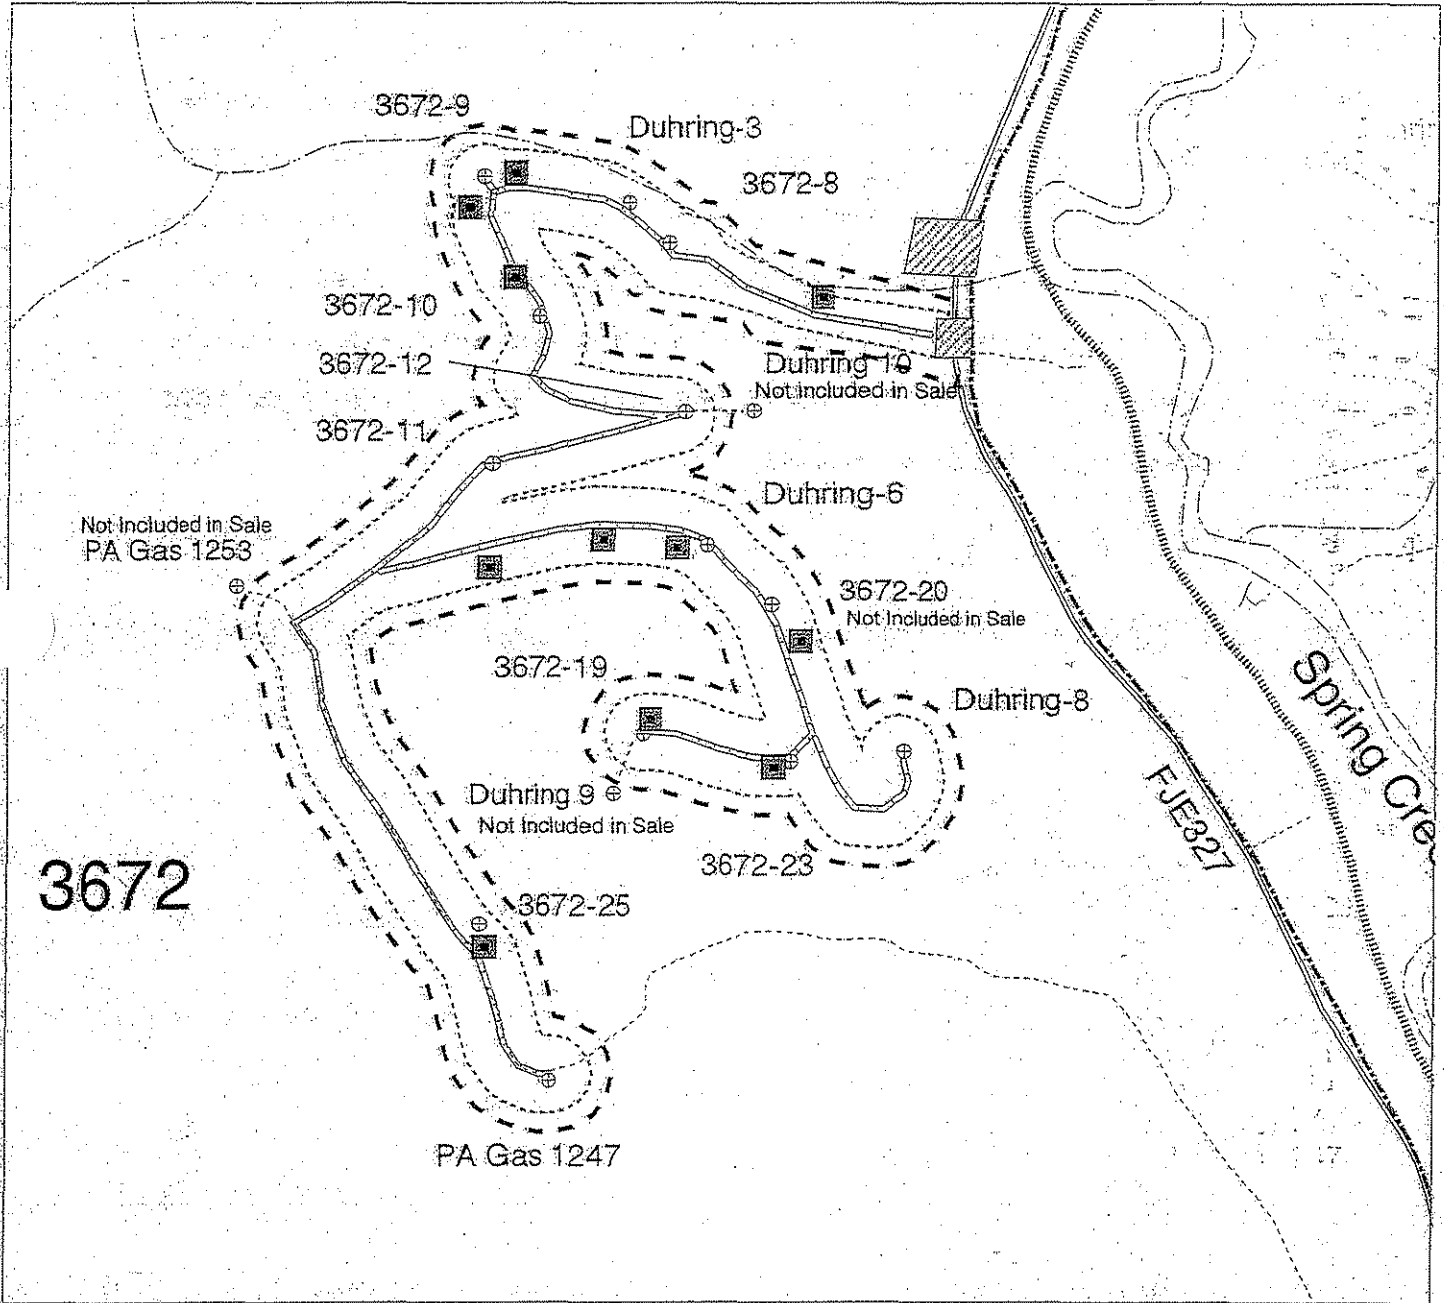 3672-9
Duhring-3
3672-8
3672-10
3672-12
Duhring 10
Not Included in Sale
3672-11
Duhring-6
Not Included in Sale
PA Gas 1253
3672-20
Not Included in Sale
3672-19
Duhring-8
Spring Cre
FJE327
Duhring 9
Not Included in Sale
3672-23
3672
3672-25
PA Gas 1247